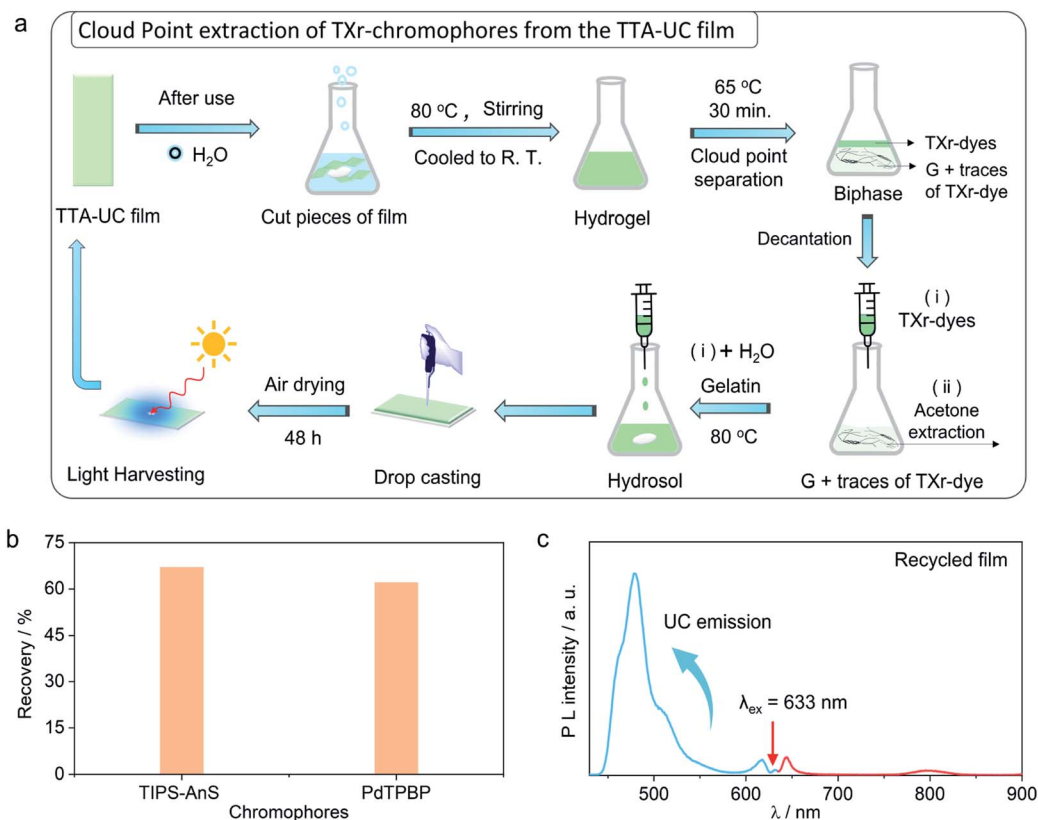 a
Cloud Point extraction of TXr-chromophores from the TTA-UC film
After use
H₂O
TTA-UC film
Cut pieces of film
80 °C , Stirring
Cooled to R. T.
Hydrogel
65 °C
30 min.
Cloud point
separation
TXr-dyes
G + traces
of TXr-dye
Biphase
Decantation
( i )
TXr-dyes
( ii )
Acetone
extraction
G + traces of TXr-dye
( i ) + H₂O
Gelatin
80 °C
Hydrosol
Drop casting
Air drying
48 h
Light Harvesting
b
Recovery / %
75
60
45
30
15
0
TIPS-AnS
PdTPBP
Chromophores
c
Recycled film
P L intensity / a. u.
UC emission
λex = 633 nm
500
600
700
800
900
λ / nm